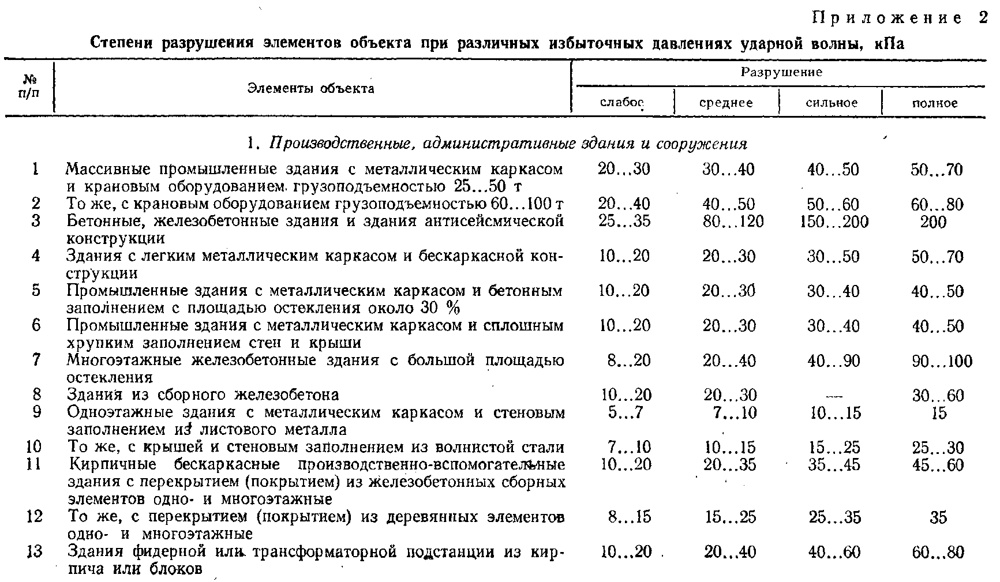 Приложение 2
Степени разрушения элементов объекта при различных избыточных давлениях ударной волны, кПа
№ п/п
Элементы объекта
Разрушение
слабое
среднее
сильное
полное
1. Производственные, административные здания и сооружения
1 Массивные промышленные здания с металлическим каркасом 20...30 30...40 40...50 50...70
и крановым оборудованием грузоподъемностью 25...50 т
2 То же, с крановым оборудованием грузоподъемностью 60...100 т 20...40 40...50 50...60 60...80
3 Бетонные, железобетонные здания и здания антисейсмической 25...35 80...120 150...200 200
конструкции
4 Здания с легким металлическим каркасом и бескаркасной кон- 10...20 20...30 30...50 50...70
струкции
5 Промышленные здания с металлическим каркасом и бетонным 10...20 20...30 30...40 40...50
заполнением с площадью остекления около 30 %
6 Промышленные здания с металлическим каркасом и сплошным 10...20 20...30 30...40 40...50
хрупким заполнением стен и крыши
7 Многоэтажные железобетонные здания с большой площадью 8...20 20...40 40...90 90...100
остекления
8 Здания из сборного железобетона 10...20 20...30 — 30...60
9 Одноэтажные здания с металлическим каркасом и стеновым 5...7 7...10 10...15 15
заполнением из листового металла
10 То же, с крышей и стеновым заполнением из волнистой стали 7...10 10...15 15...25 25...30
11 Кирпичные бескаркасные производственно-вспомогательные 10...20 20...35 35...45 45...60
здания с перекрытием (покрытием) из железобетонных сборных
элементов одно- и многоэтажные
12 То же, с перекрытием (покрытием) из деревянных элементов 8...15 15...25 25...35 35
одно- и многоэтажные
13 Здания фидерной или трансформаторной подстанции из кир- 10...20 20...40 40...60 60...80
пича или блоков